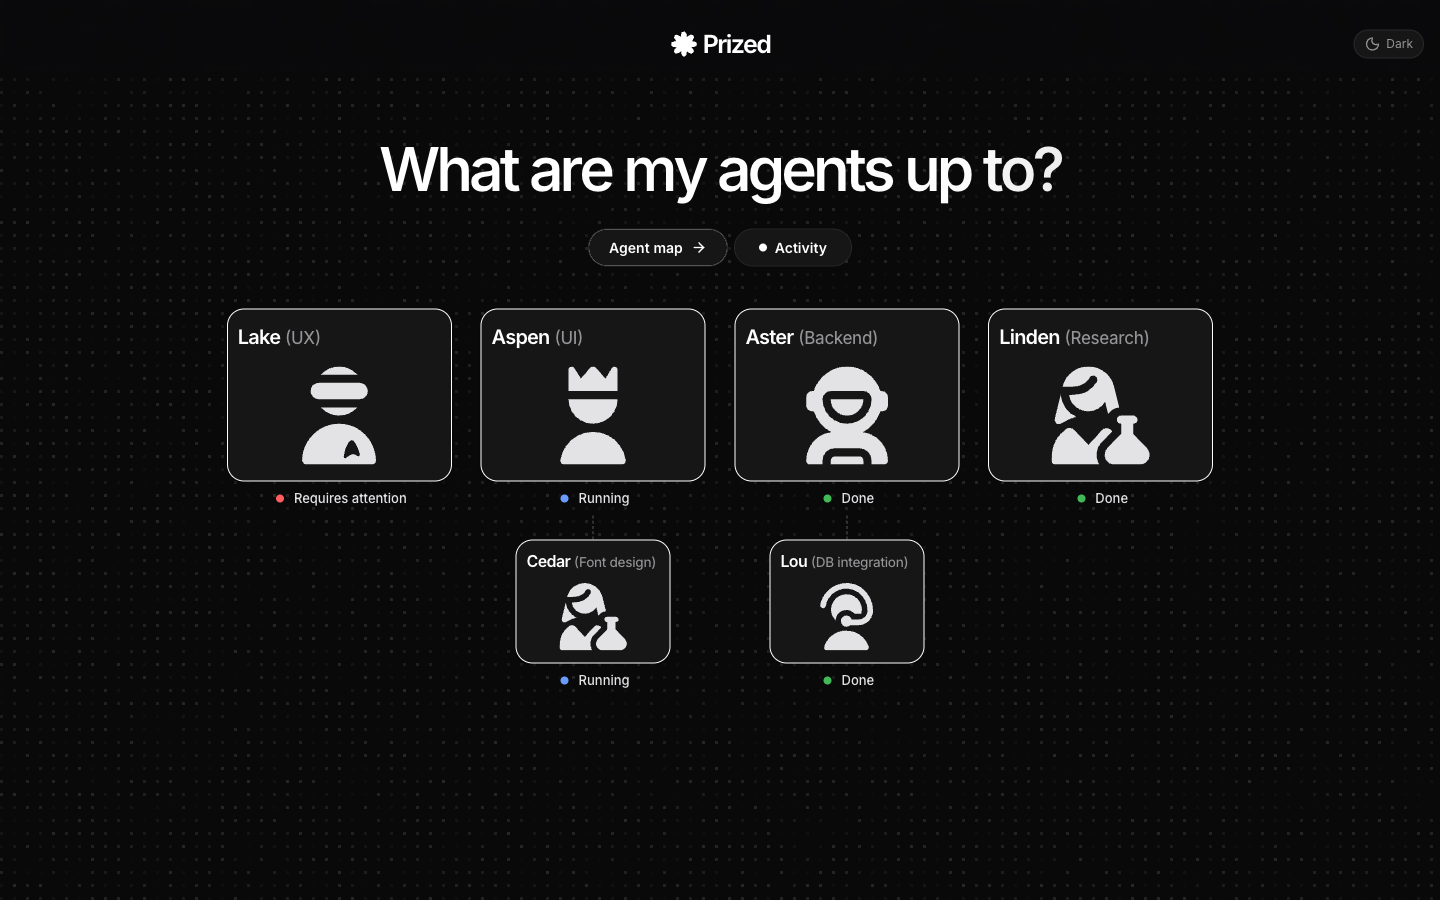 Prized
Dark
What are my agents up to?
Agent map
Activity
Lake (UX)
Aspen (UI)
Aster (Backend)
Linden (Research)
Requires attention
Running
Done
Done
Cedar (Font design)
Lou (DB integration)
Running
Done